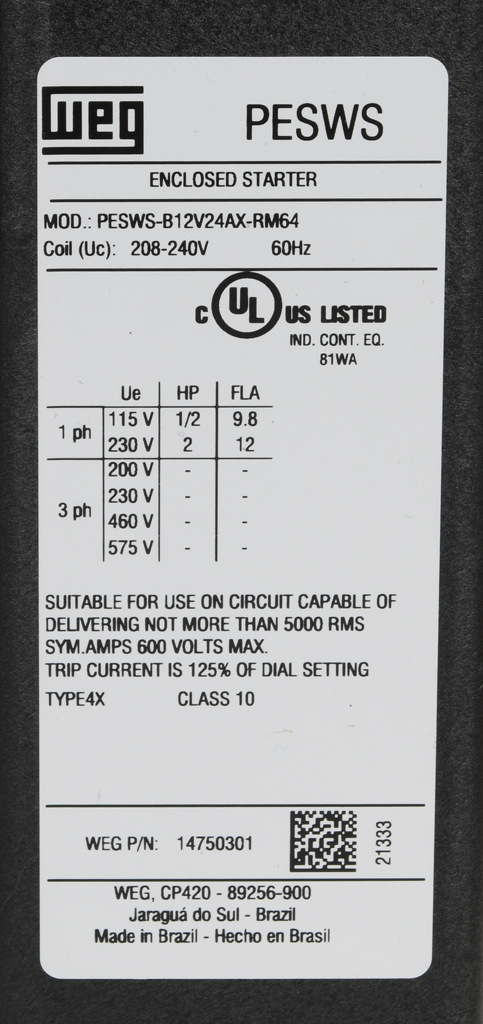 weg PESWS
ENCLOSED STARTER
MOD.: PESWS-B12V24AX-RM64
Coil (Uc): 208-240V 60Hz
C UL US LISTED
IND. CONT. EQ.
81WA
Ue HP FLA
1 ph
115 V 1/2 9.8
230 V 2 12
3 ph
200 V - -
230 V - -
460 V - -
575 V - -
SUITABLE FOR USE ON CIRCUIT CAPABLE OF
DELIVERING NOT MORE THAN 5000 RMS
SYM.AMPS 600 VOLTS MAX.
TRIP CURRENT IS 125% OF DIAL SETTING
TYPE4X CLASS 10
WEG P/N: 14750301
21333
WEG, CP420 - 89256-900
Jaraguá do Sul - Brazil
Made in Brazil - Hecho en Brasil